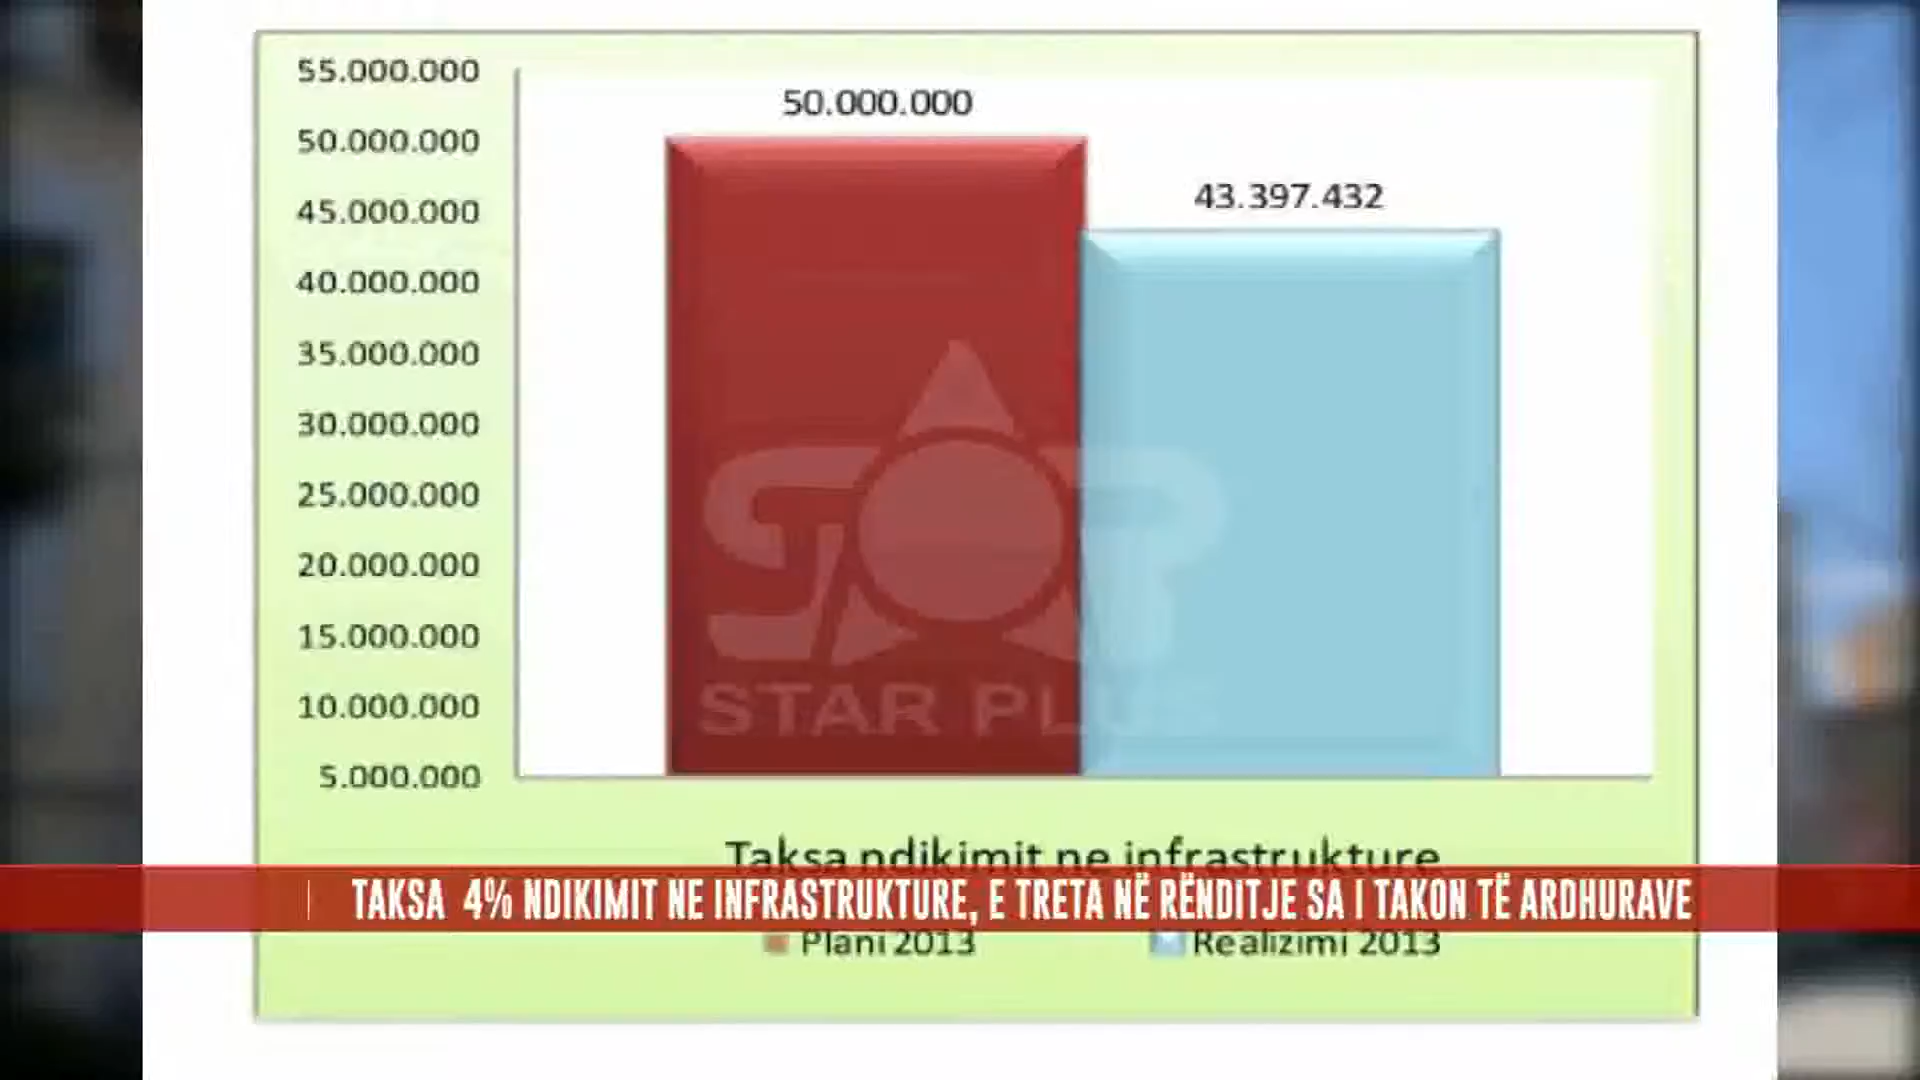 55.000.000
50.000.000
45.000.000
40.000.000
35.000.000
30.000.000
25.000.000
20.000.000
15.000.000
10.000.000
5.000.000
50.000.000
43.397.432
STAR PLUS
Taksa ndikimit ne infrastrukture
TAKSA 4% NDIKIMIT NE INFRASTRUKTURE, E TRETA NË RËNDITJE SA I TAKON TË ARDHURAVE
Plani 2013
Realizimi 2013